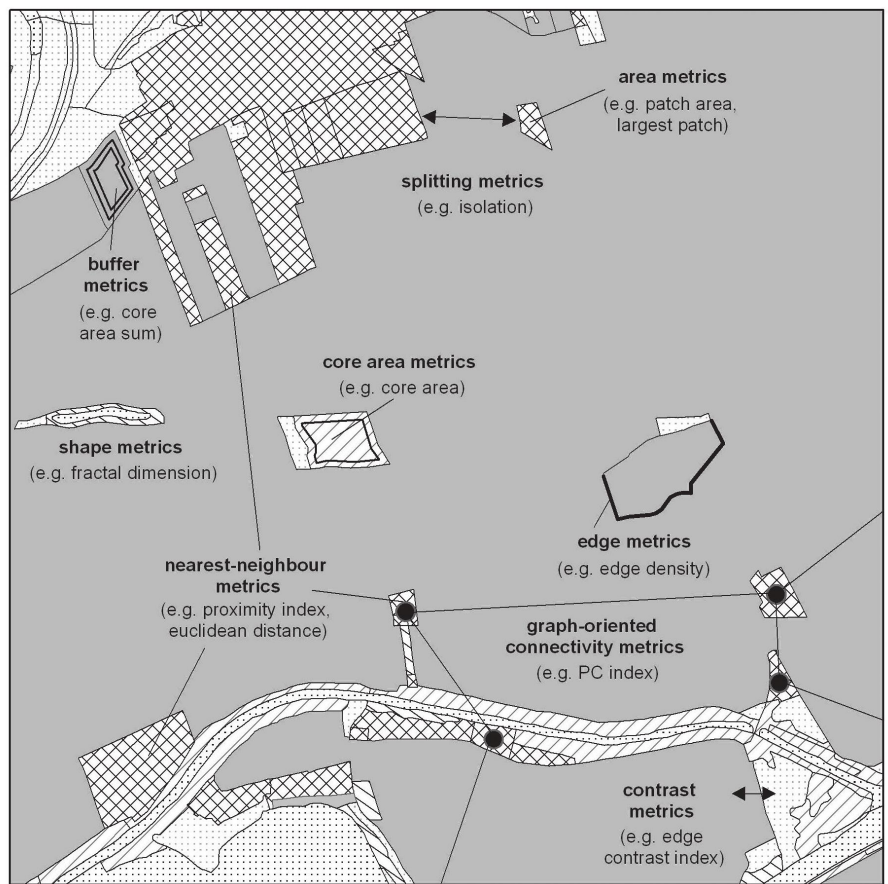 area metrics
(e.g. patch area,
largest patch)
splitting metrics
(e.g. isolation)
buffer
metrics
(e.g. core
area sum)
core area metrics
(e.g. core area)
shape metrics
(e.g. fractal dimension)
edge metrics
(e.g. edge density)
nearest-neighbour
metrics
(e.g. proximity index,
euclidean distance)
graph-oriented
connectivity metrics
(e.g. PC index)
contrast
metrics
(e.g. edge
contrast index)